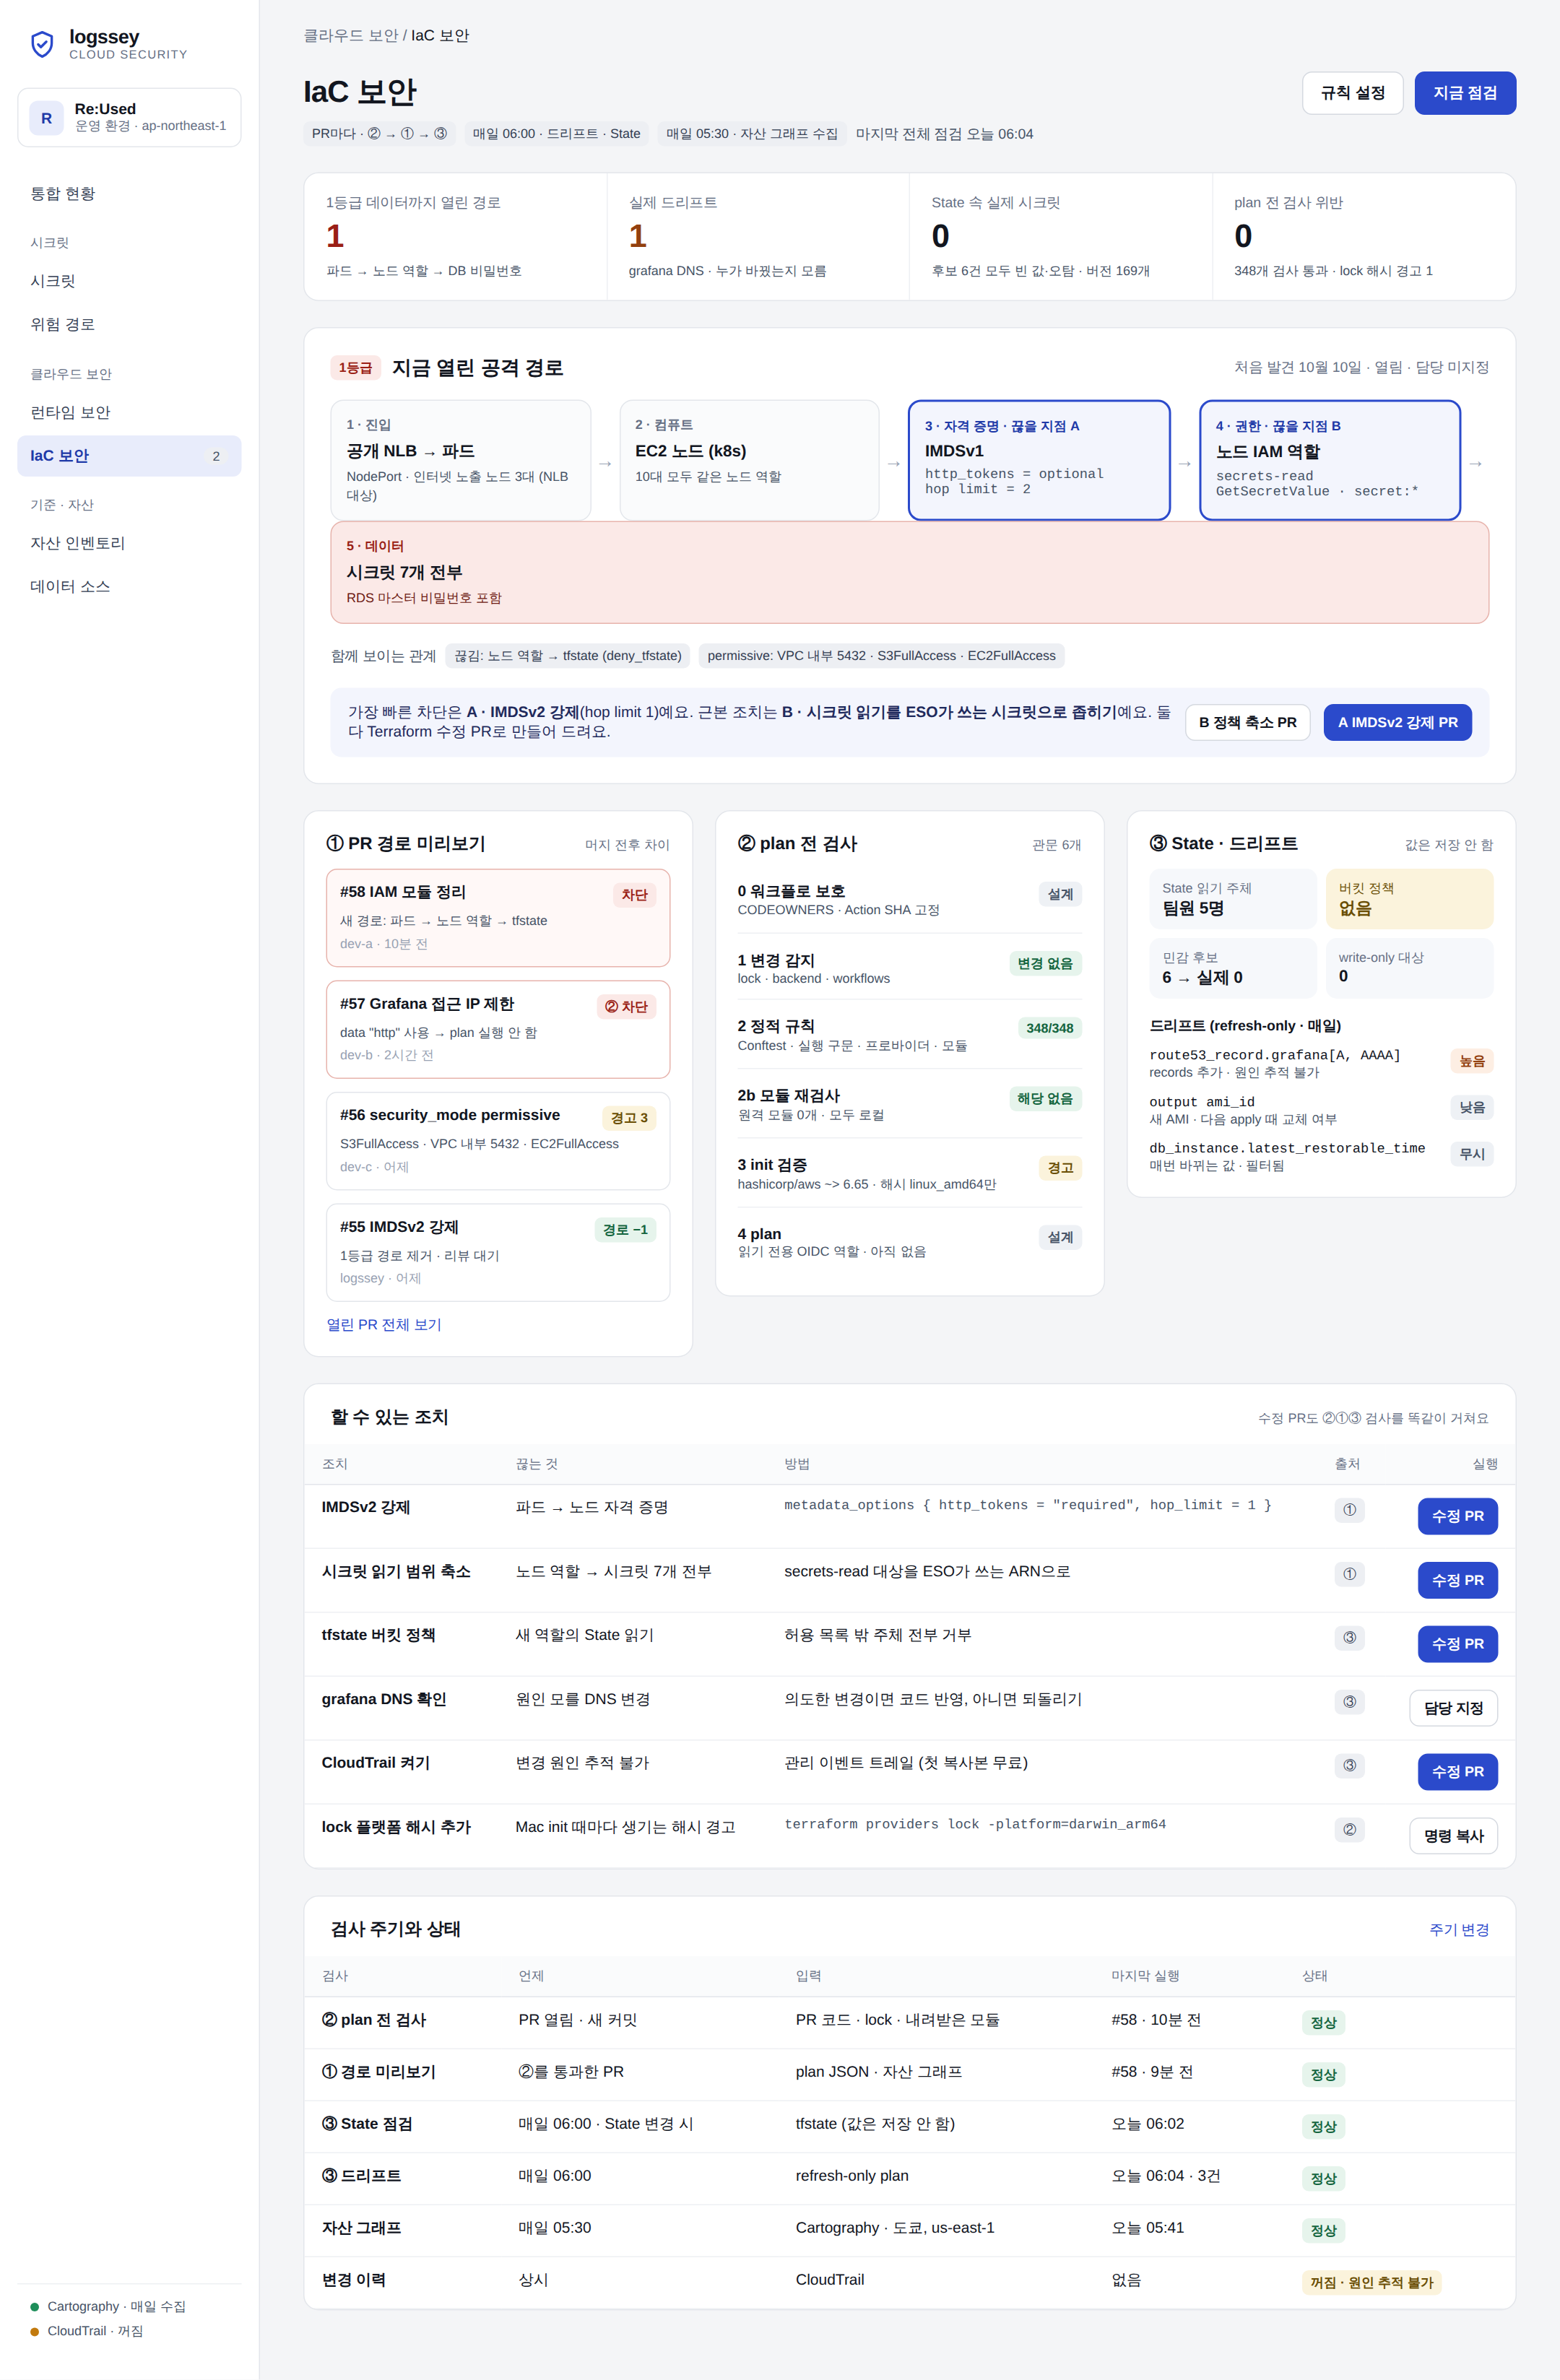 logssey
CLOUD SECURITY
R
Re:Used
운영 환경 · ap-northeast-1
통합 현황
시크릿
시크릿
위험 경로
클라우드 보안
런타임 보안
IaC 보안 2
기준 · 자산
자산 인벤토리
데이터 소스
Cartography · 매일 수집
CloudTrail · 꺼짐
클라우드 보안 / IaC 보안
IaC 보안
규칙 설정 지금 점검
PR마다 · ② → ① → ③ 매일 06:00 · 드리프트 · State 매일 05:30 · 자산 그래프 수집 마지막 전체 점검 오늘 06:04
1등급 데이터까지 열린 경로
1
파드 → 노드 역할 → DB 비밀번호
실제 드리프트
1
grafana DNS · 누가 바꿨는지 모름
State 속 실제 시크릿
0
후보 6건 모두 빈 값·오탐 · 버전 169개
plan 전 검사 위반
0
348개 검사 통과 · lock 해시 경고 1
1등급 지금 열린 공격 경로
처음 발견 10월 10일 · 열림 · 담당 미지정
1 · 진입
공개 NLB → 파드
NodePort · 인터넷 노출 노드 3대 (NLB
대상)
→
2 · 컴퓨트
EC2 노드 (k8s)
10대 모두 같은 노드 역할
→
3 · 자격 증명 · 끊을 지점 A
IMDSv1
http_tokens = optional
hop limit = 2
→
4 · 권한 · 끊을 지점 B
노드 IAM 역할
secrets-read
GetSecretValue · secret:*
→
5 · 데이터
시크릿 7개 전부
RDS 마스터 비밀번호 포함
함께 보이는 관계 끊김: 노드 역할 → tfstate (deny_tfstate) permissive: VPC 내부 5432 · S3FullAccess · EC2FullAccess
가장 빠른 차단은 A · IMDSv2 강제(hop limit 1)예요. 근본 조치는 B · 시크릿 읽기를 ESO가 쓰는 시크릿으로 좁히기예요. 둘
다 Terraform 수정 PR로 만들어 드려요.
B 정책 축소 PR A IMDSv2 강제 PR
① PR 경로 미리보기 머지 전후 차이
#58 IAM 모듈 정리 차단
새 경로: 파드 → 노드 역할 → tfstate
dev-a · 10분 전
#57 Grafana 접근 IP 제한 ② 차단
data "http" 사용 → plan 실행 안 함
dev-b · 2시간 전
#56 security_mode permissive 경고 3
S3FullAccess · VPC 내부 5432 · EC2FullAccess
dev-c · 어제
#55 IMDSv2 강제 경로 −1
1등급 경로 제거 · 리뷰 대기
logssey · 어제
열린 PR 전체 보기
② plan 전 검사 관문 6개
0 워크플로 보호 설계
CODEOWNERS · Action SHA 고정
1 변경 감지 변경 없음
lock · backend · workflows
2 정적 규칙 348/348
Conftest · 실행 구문 · 프로바이더 · 모듈
2b 모듈 재검사 해당 없음
원격 모듈 0개 · 모두 로컬
3 init 검증 경고
hashicorp/aws ~> 6.65 · 해시 linux_amd64만
4 plan 설계
읽기 전용 OIDC 역할 · 아직 없음
③ State · 드리프트 값은 저장 안 함
State 읽기 주체
팀원 5명
버킷 정책
없음
민감 후보
6 → 실제 0
write-only 대상
0
드리프트 (refresh-only · 매일)
route53_record.grafana[A, AAAA] 높음
records 추가 · 원인 추적 불가
output ami_id 낮음
새 AMI · 다음 apply 때 교체 여부
db_instance.latest_restorable_time 무시
매번 바뀌는 값 · 필터됨
할 수 있는 조치 수정 PR도 ②①③ 검사를 똑같이 거쳐요
조치 끊는 것 방법 출처 실행
IMDSv2 강제 파드 → 노드 자격 증명 metadata_options { http_tokens = "required", hop_limit = 1 } ① 수정 PR
시크릿 읽기 범위 축소 노드 역할 → 시크릿 7개 전부 secrets-read 대상을 ESO가 쓰는 ARN으로 ① 수정 PR
tfstate 버킷 정책 새 역할의 State 읽기 허용 목록 밖 주체 전부 거부 ③ 수정 PR
grafana DNS 확인 원인 모를 DNS 변경 의도한 변경이면 코드 반영, 아니면 되돌리기 ③ 담당 지정
CloudTrail 켜기 변경 원인 추적 불가 관리 이벤트 트레일 (첫 복사본 무료) ③ 수정 PR
lock 플랫폼 해시 추가 Mac init 때마다 생기는 해시 경고 terraform providers lock -platform=darwin_arm64 ② 명령 복사
검사 주기와 상태 주기 변경
검사 언제 입력 마지막 실행 상태
② plan 전 검사 PR 열림 · 새 커밋 PR 코드 · lock · 내려받은 모듈 #58 · 10분 전 정상
① 경로 미리보기 ②를 통과한 PR plan JSON · 자산 그래프 #58 · 9분 전 정상
③ State 점검 매일 06:00 · State 변경 시 tfstate (값은 저장 안 함) 오늘 06:02 정상
③ 드리프트 매일 06:00 refresh-only plan 오늘 06:04 · 3건 정상
자산 그래프 매일 05:30 Cartography · 도쿄, us-east-1 오늘 05:41 정상
변경 이력 상시 CloudTrail 없음 꺼짐 · 원인 추적 불가